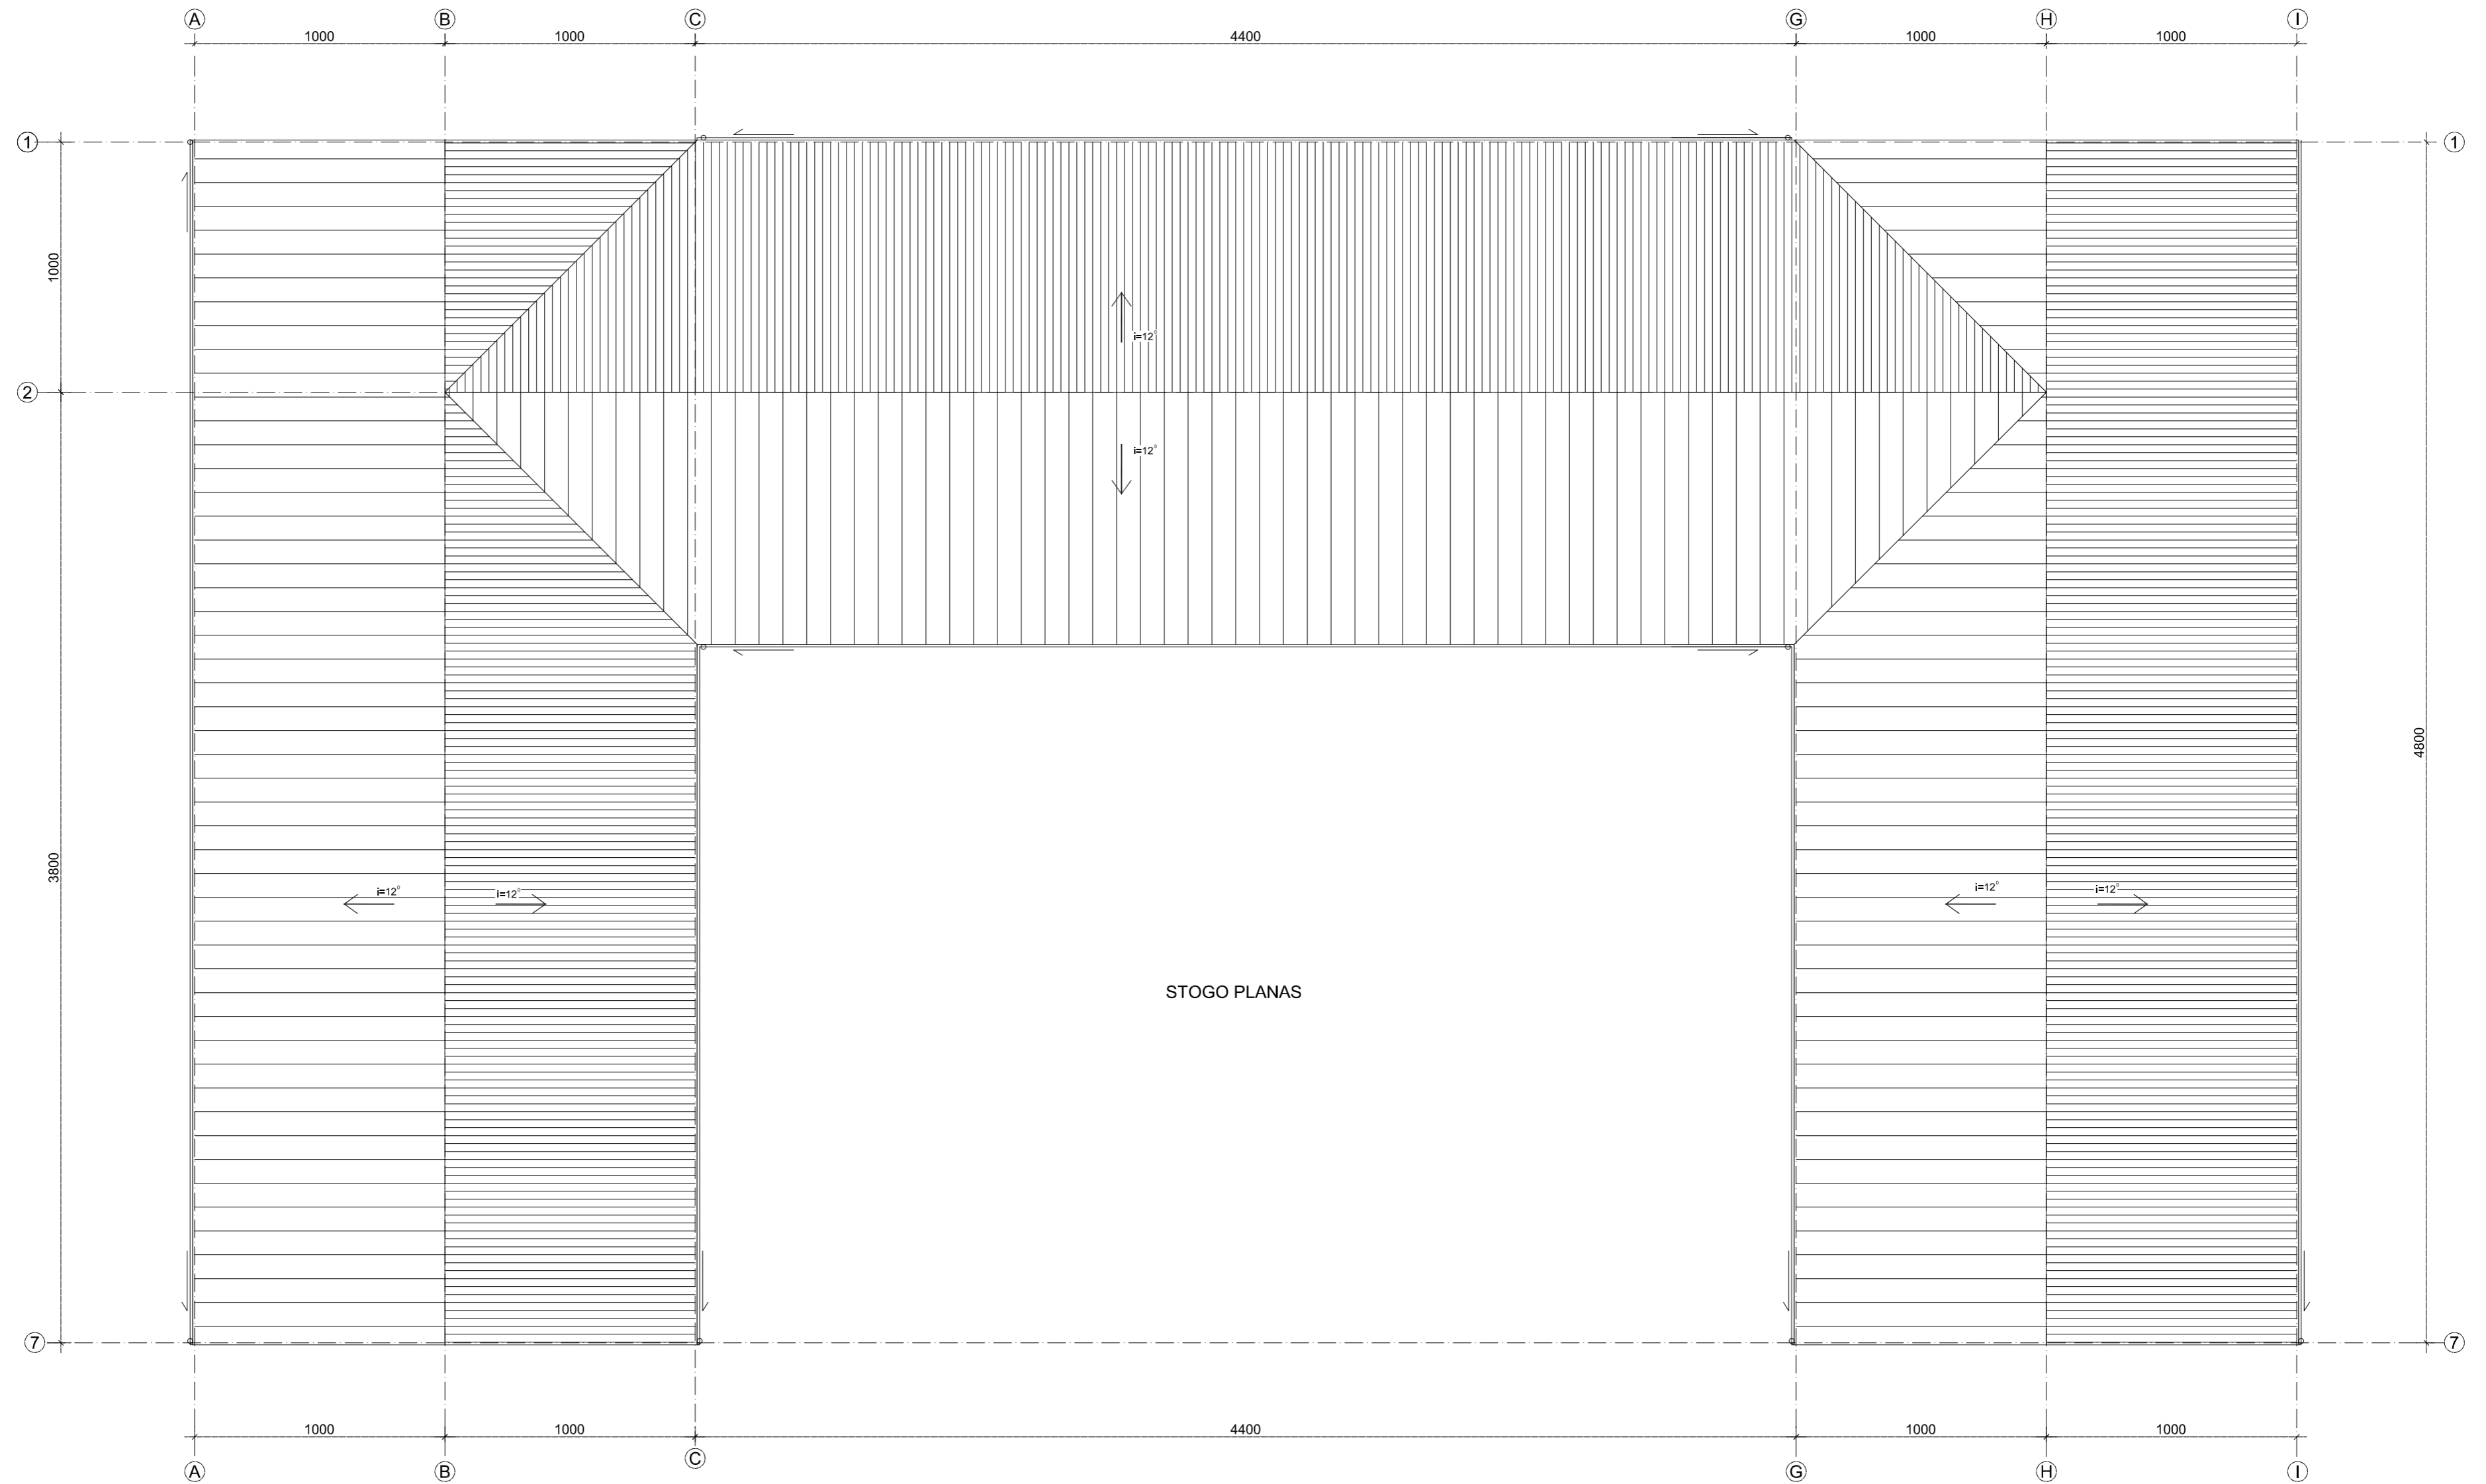 A B C G H I
1000 1000 4400 1000 1000
1 1
1000
2
i=12°
i=12°
4800
3800
i=12° i=12° i=12° i=12°
STOGO PLANAS
7 7
1000 1000 4400 1000 1000
A B C G H I